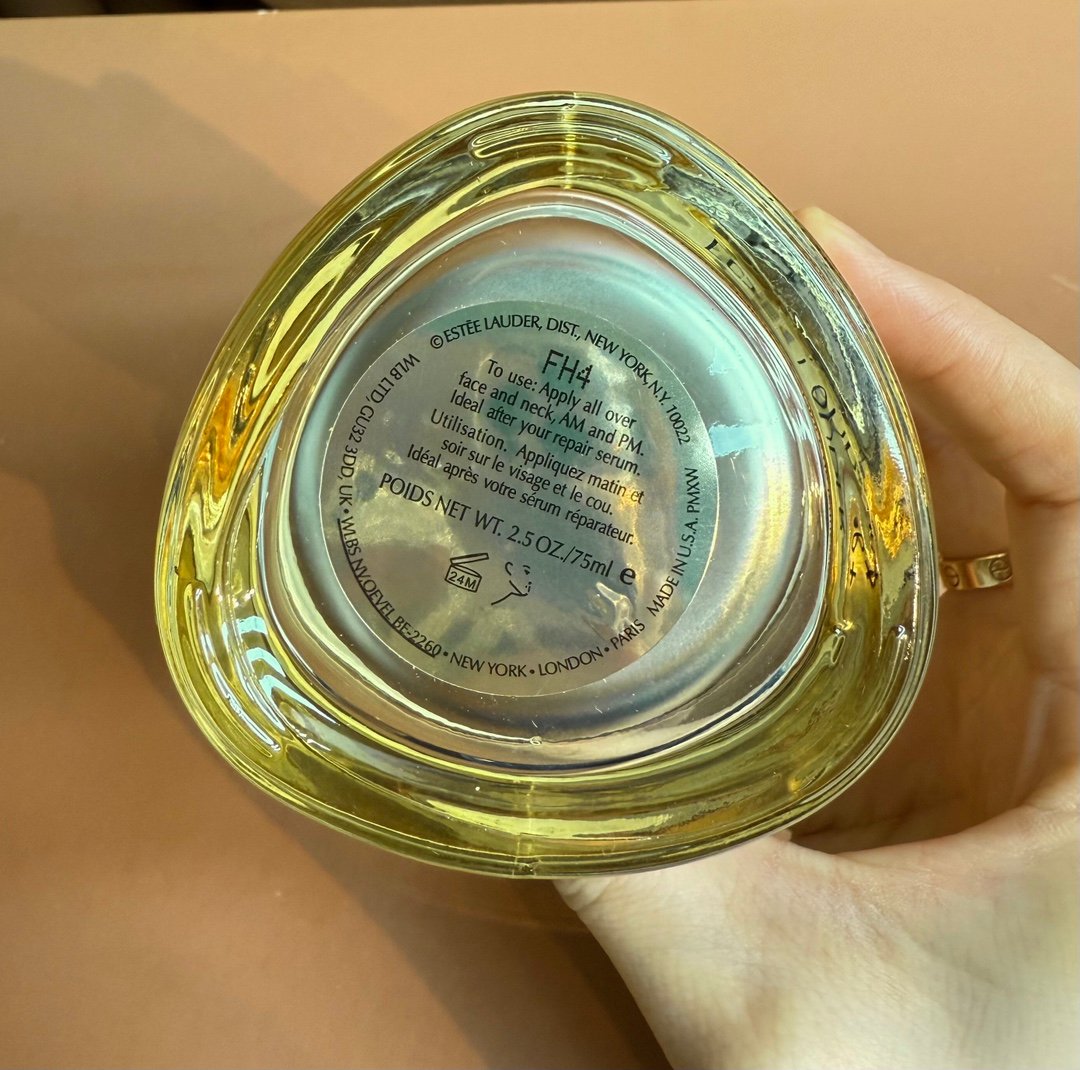 © ESTĒE LAUDER, DIST., NEW YORK, N.Y. 10022
FH4
To use: Apply all over
face and neck, AM and PM.
Ideal after your repair serum.
Utilisation. Appliquez matin et
soir sur le visage et le cou.
Idéal après votre sérum réparateur.
POIDS NET WT. 2.5 OZ./75ml e
24M
MADE IN U.S.A. PMWW
WLB LTD, GU32 3DD, UK • WLBS NV.OEVEL BE-2260 • NEW YORK • LONDON • PARIS